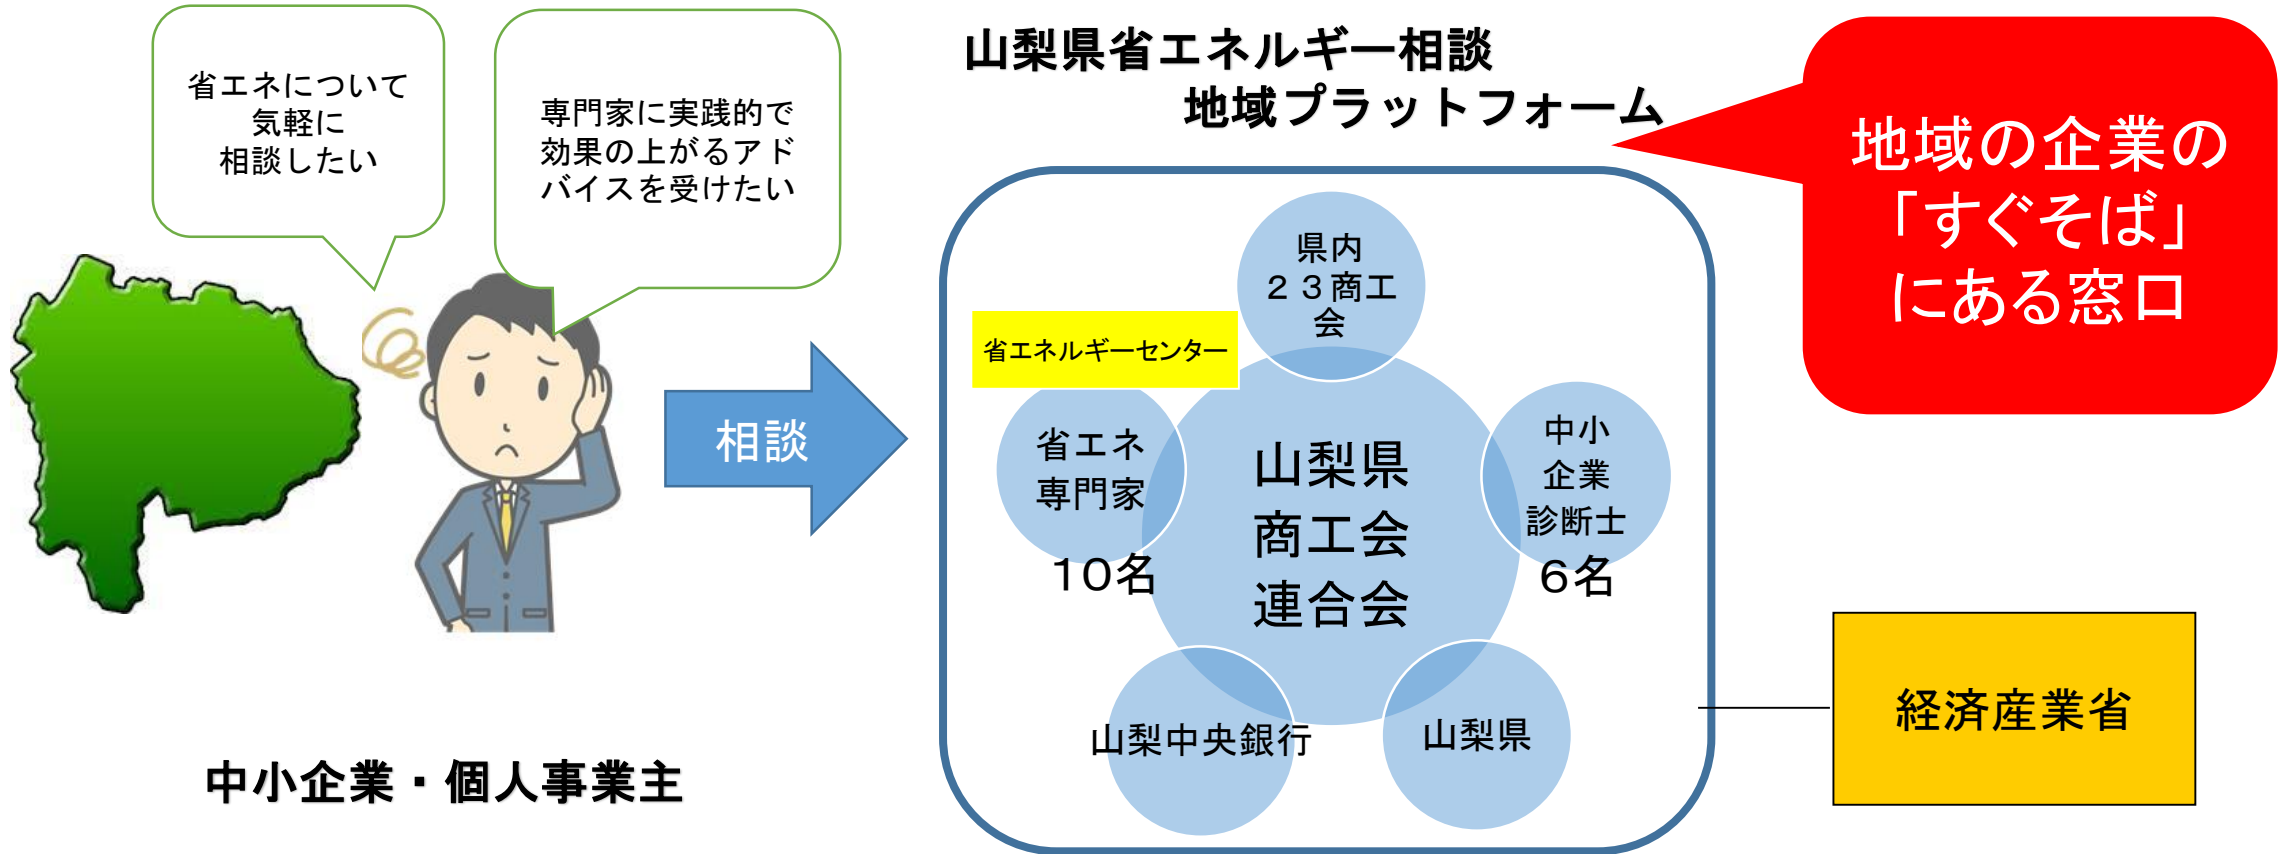 省エネについて
気軽に
相談したい
専門家に実践的で
効果の上がるアド
バイスを受けたい
山梨県省エネルギー相談
地域プラットフォーム
地域の企業の
「すぐそば」
にある窓口
県内
２３商工
会
省エネルギーセンター
省エネ
専門家
10名
相談
山梨県
商工会
連合会
中小
企業
診断士
6名
山梨中央銀行
山梨県
経済産業省
中小企業・個人事業主